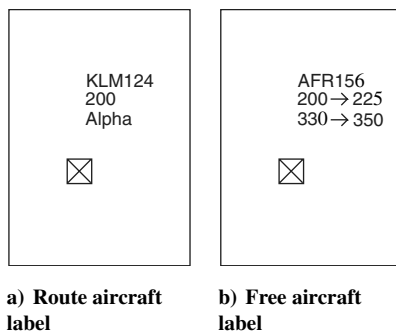 KLM124
200
Alpha
AFR156
200→225
330→350
a) Route aircraft
label
b) Free aircraft
label